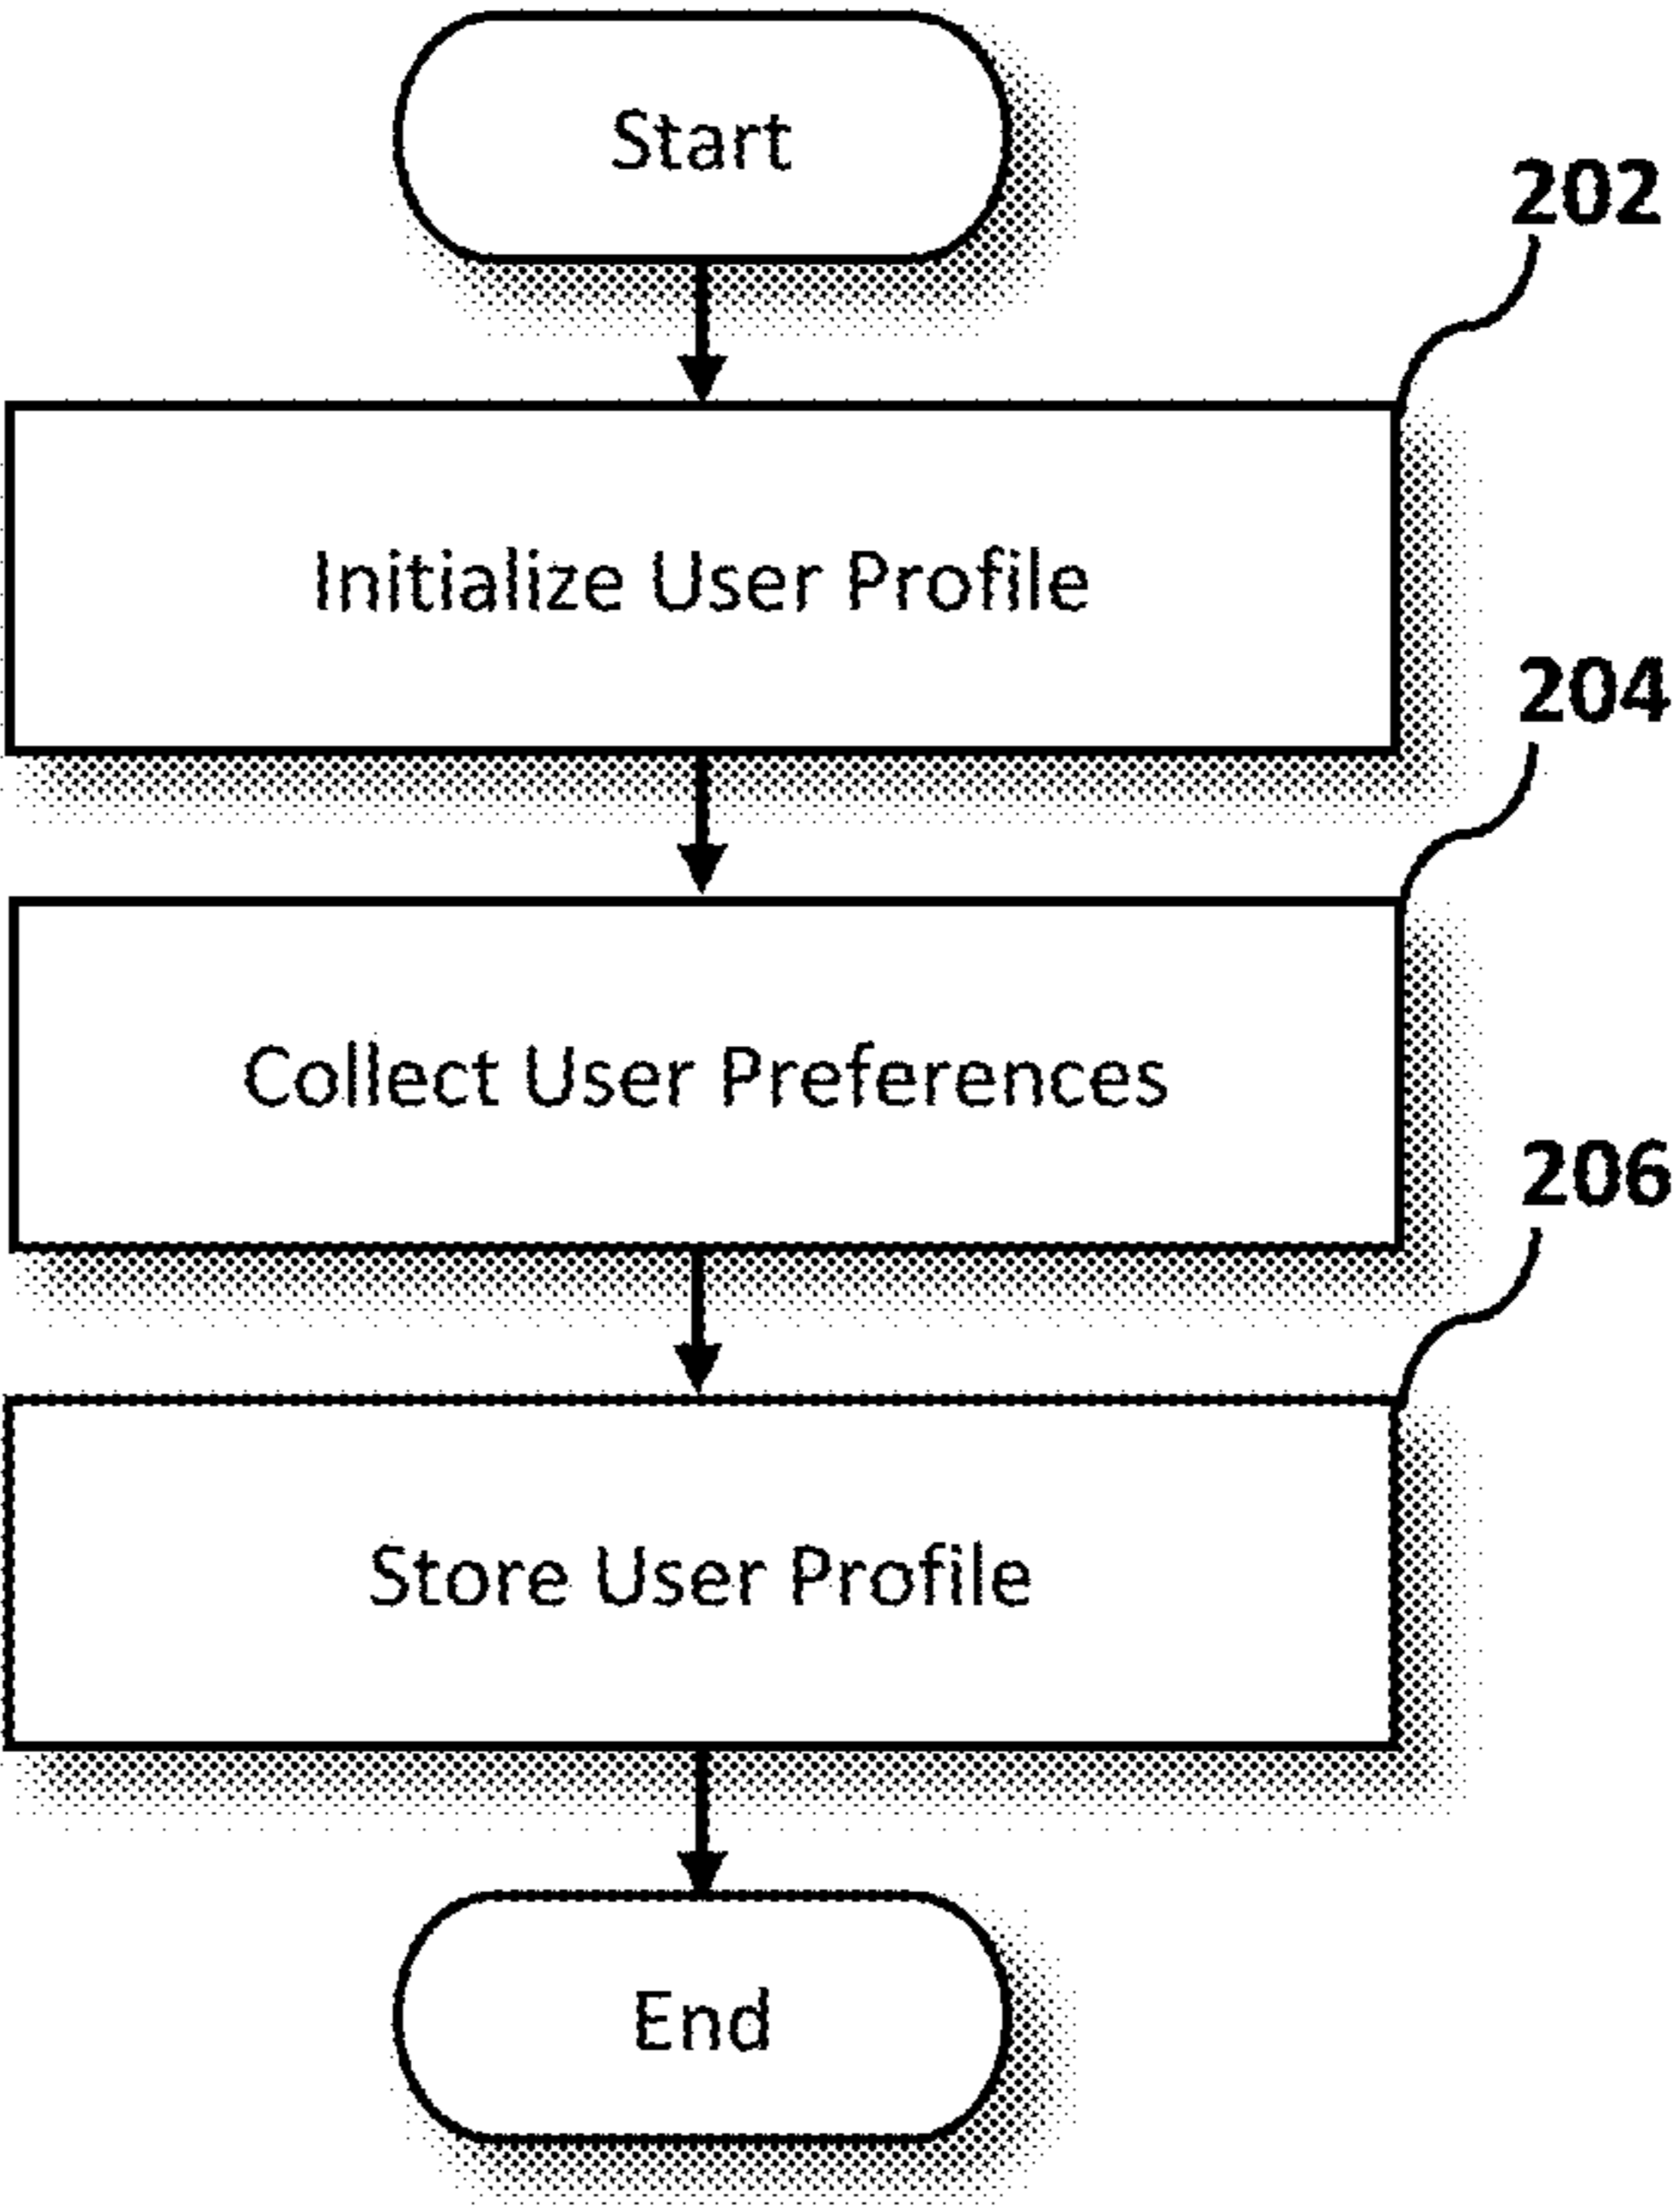 Start
202
Initialize User Profile
204
Collect User Preferences
206
Store User Profile
End